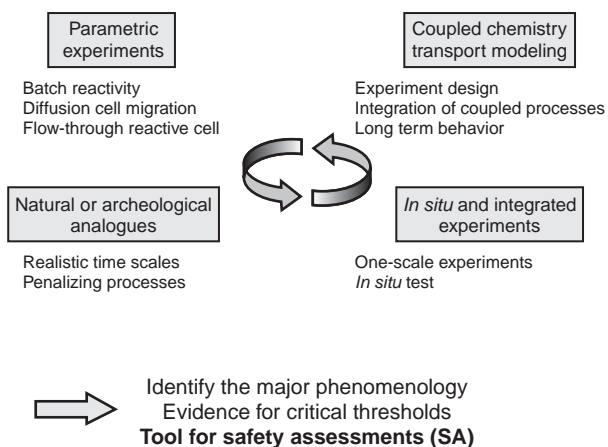 Parametric
experiments
Batch reactivity
Diffusion cell migration
Flow-through reactive cell
Coupled chemistry
transport modeling
Experiment design
Integration of coupled processes
Long term behavior
Natural or archeological
analogues
Realistic time scales
Penalizing processes
In situ and integrated
experiments
One-scale experiments
In situ test
Identify the major phenomenology
Evidence for critical thresholds
Tool for safety assessments (SA)